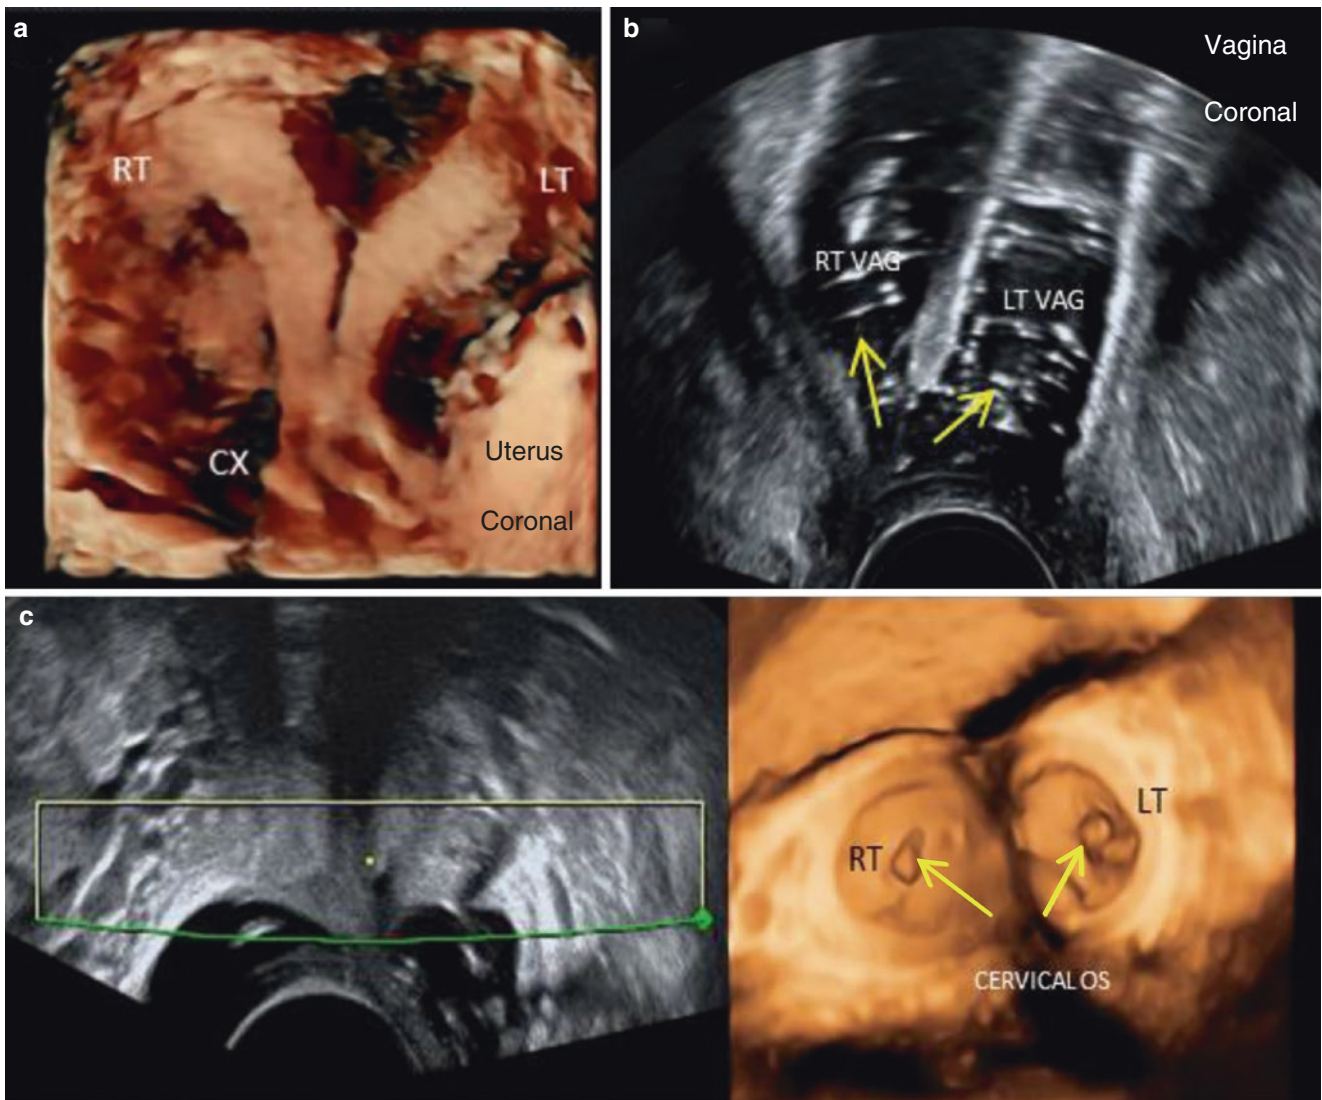 a
RT
LT
CX
Uterus
Coronal
b
Vagina
Coronal
RT VAG
LT VAG
c
RT
LT
CERVICAL OS